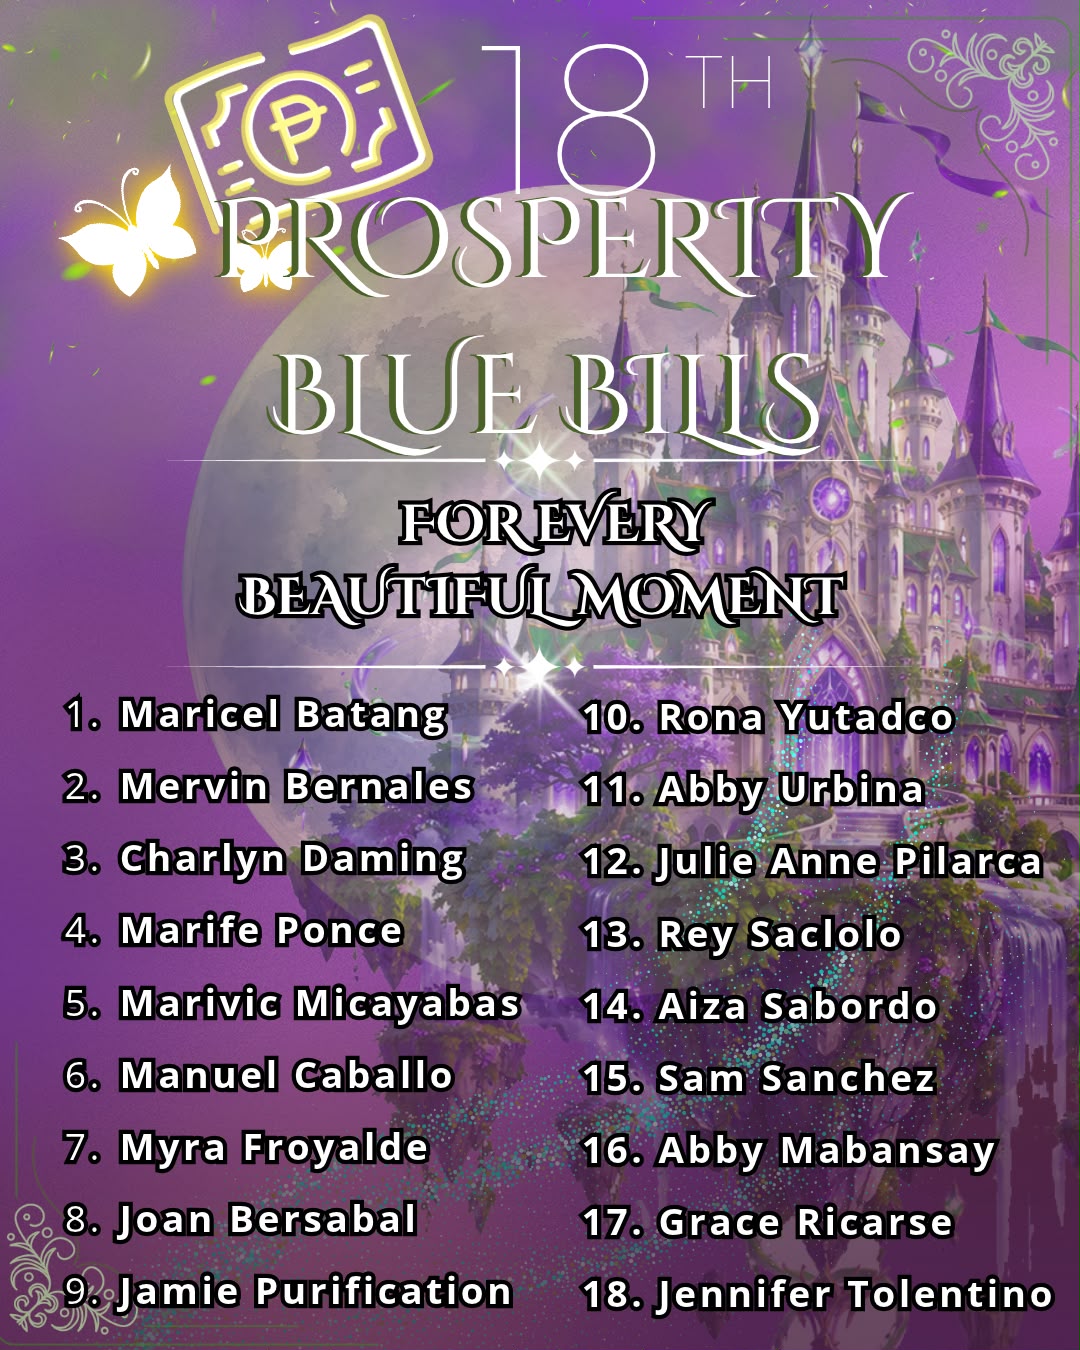 18TH
PROSPERITY
BLUE BILLS
FOR EVERY
BEAUTIFUL MOMENT
1. Maricel Batang
2. Mervin Bernales
3. Charlyn Daming
4. Marife Ponce
5. Marivic Micayabas
6. Manuel Caballo
7. Myra Froyalde
8. Joan Bersabal
9. Jamie Purification
10. Rona Yutadco
11. Abby Urbina
12. Julie Anne Pilarca
13. Rey Saclolo
14. Aiza Sabordo
15. Sam Sanchez
16. Abby Mabansay
17. Grace Ricarse
18. Jennifer Tolentino